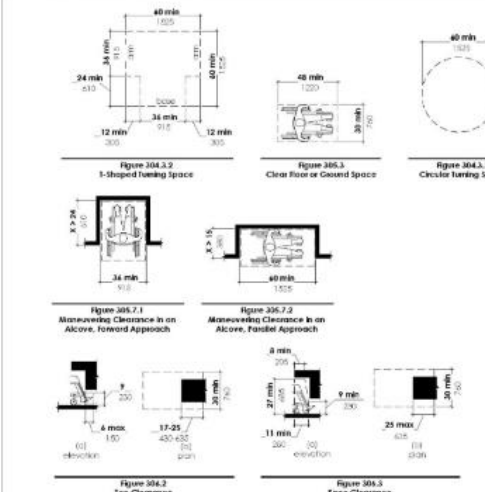 60 min
1525
36 min
915
arm
arm
60 min
1525
24 min
610
base
36 min
915
12 min
305
12 min
305
Figure 304.3.2
T-Shaped Turning Space
48 min
1220
30 min
760
Figure 305.3
Clear Floor or Ground Space
60 min
1525
Figure 304.3.
Circular Turning S
X > 24
610
36 min
915
Figure 305.7.1
Maneuvering Clearance in an
Alcove, Forward Approach
X > 15
60 min
1525
Figure 305.7.2
Maneuvering Clearance in an
Alcove, Parallel Approach
9
230
6 max
150
(a)
elevation
30 min
760
17-25
430-635
plan
Figure 306.2
8 min
205
27 min
685
9 min
230
11 min
280
(a)
elevation
30 min
760
25 max
635
(b)
plan
Figure 306.3